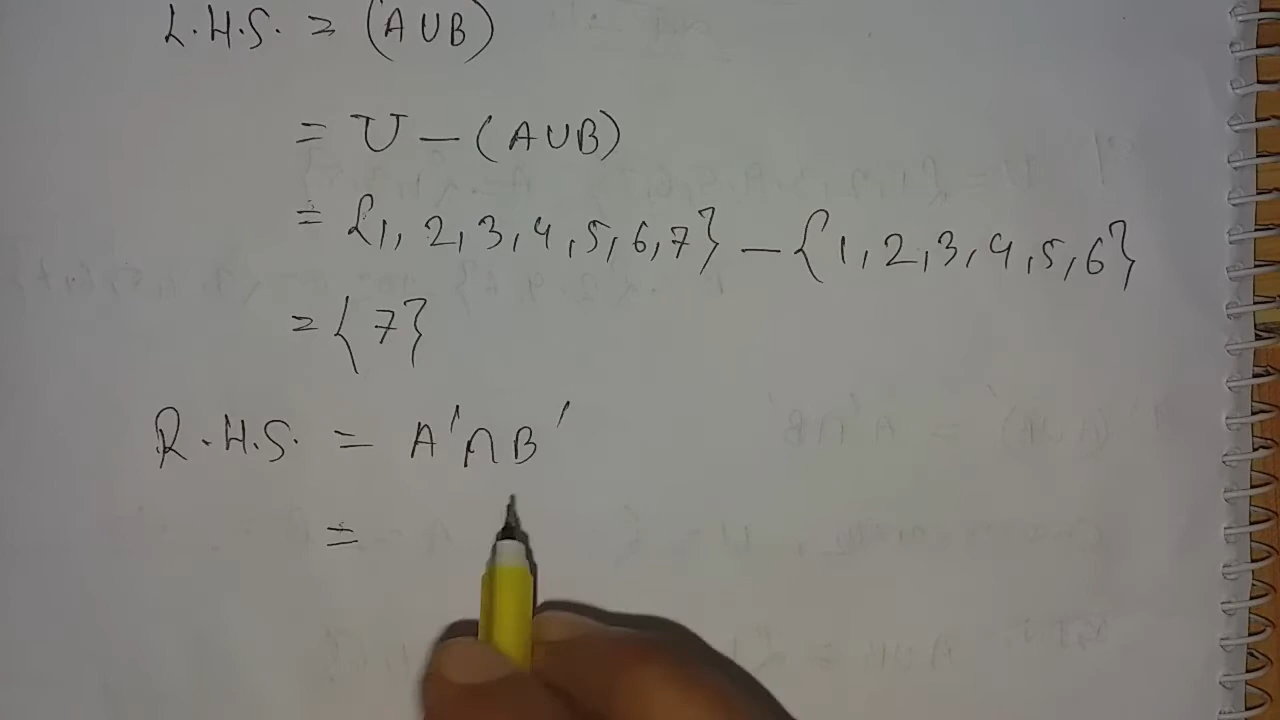 L.H.S. = (A∪B)
= U - (A∪B)
= {1, 2, 3, 4, 5, 6, 7} - {1, 2, 3, 4, 5, 6}
= {7}
R.H.S. = A'∩B'
=